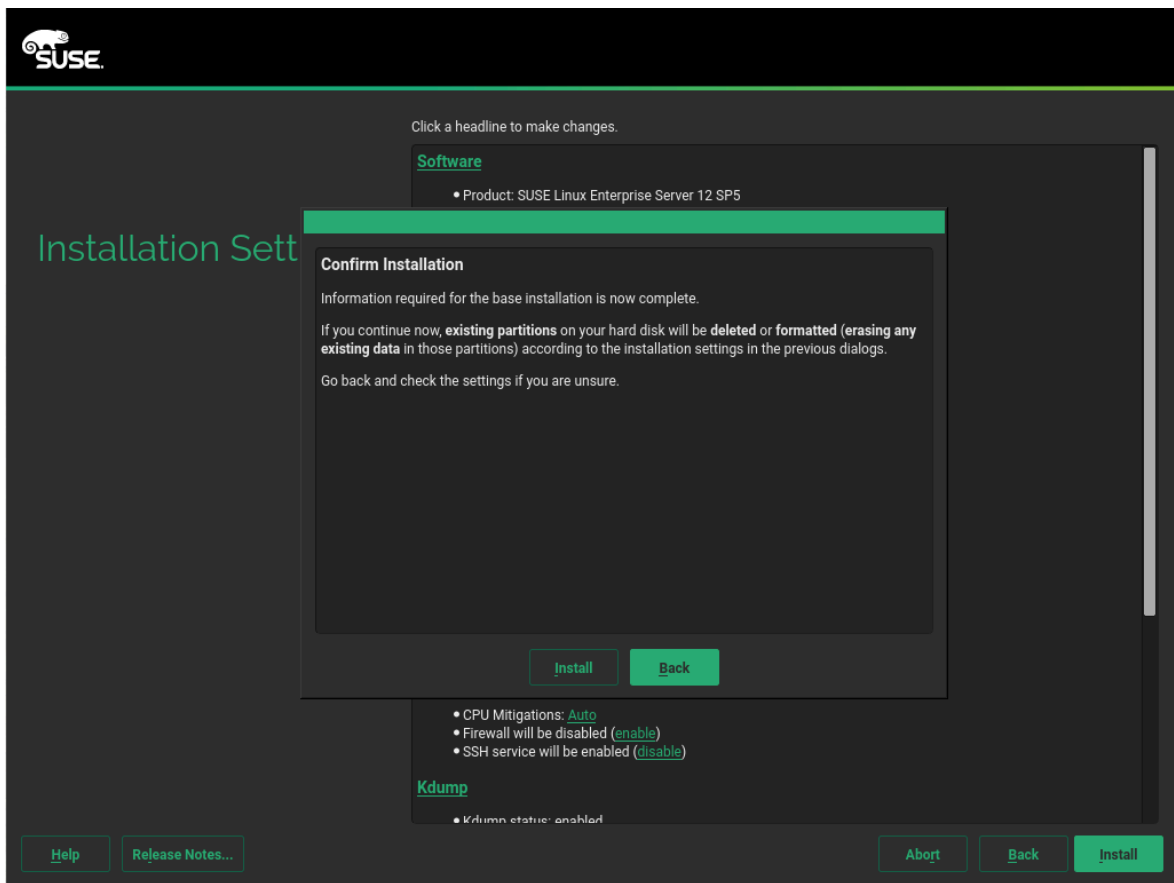 SUSE.
Click a headline to make changes.
Software
• Product: SUSE Linux Enterprise Server 12 SP5
Installation Sett
Confirm Installation
Information required for the base installation is now complete.
If you continue now, existing partitions on your hard disk will be deleted or formatted (erasing any
existing data in those partitions) according to the installation settings in the previous dialogs.
Go back and check the settings if you are unsure.
Install Back
• CPU Mitigations: Auto
• Firewall will be disabled (enable)
• SSH service will be enabled (disable)
Kdump
• Kdump status: enabled
Help Release Notes... Abort Back Install